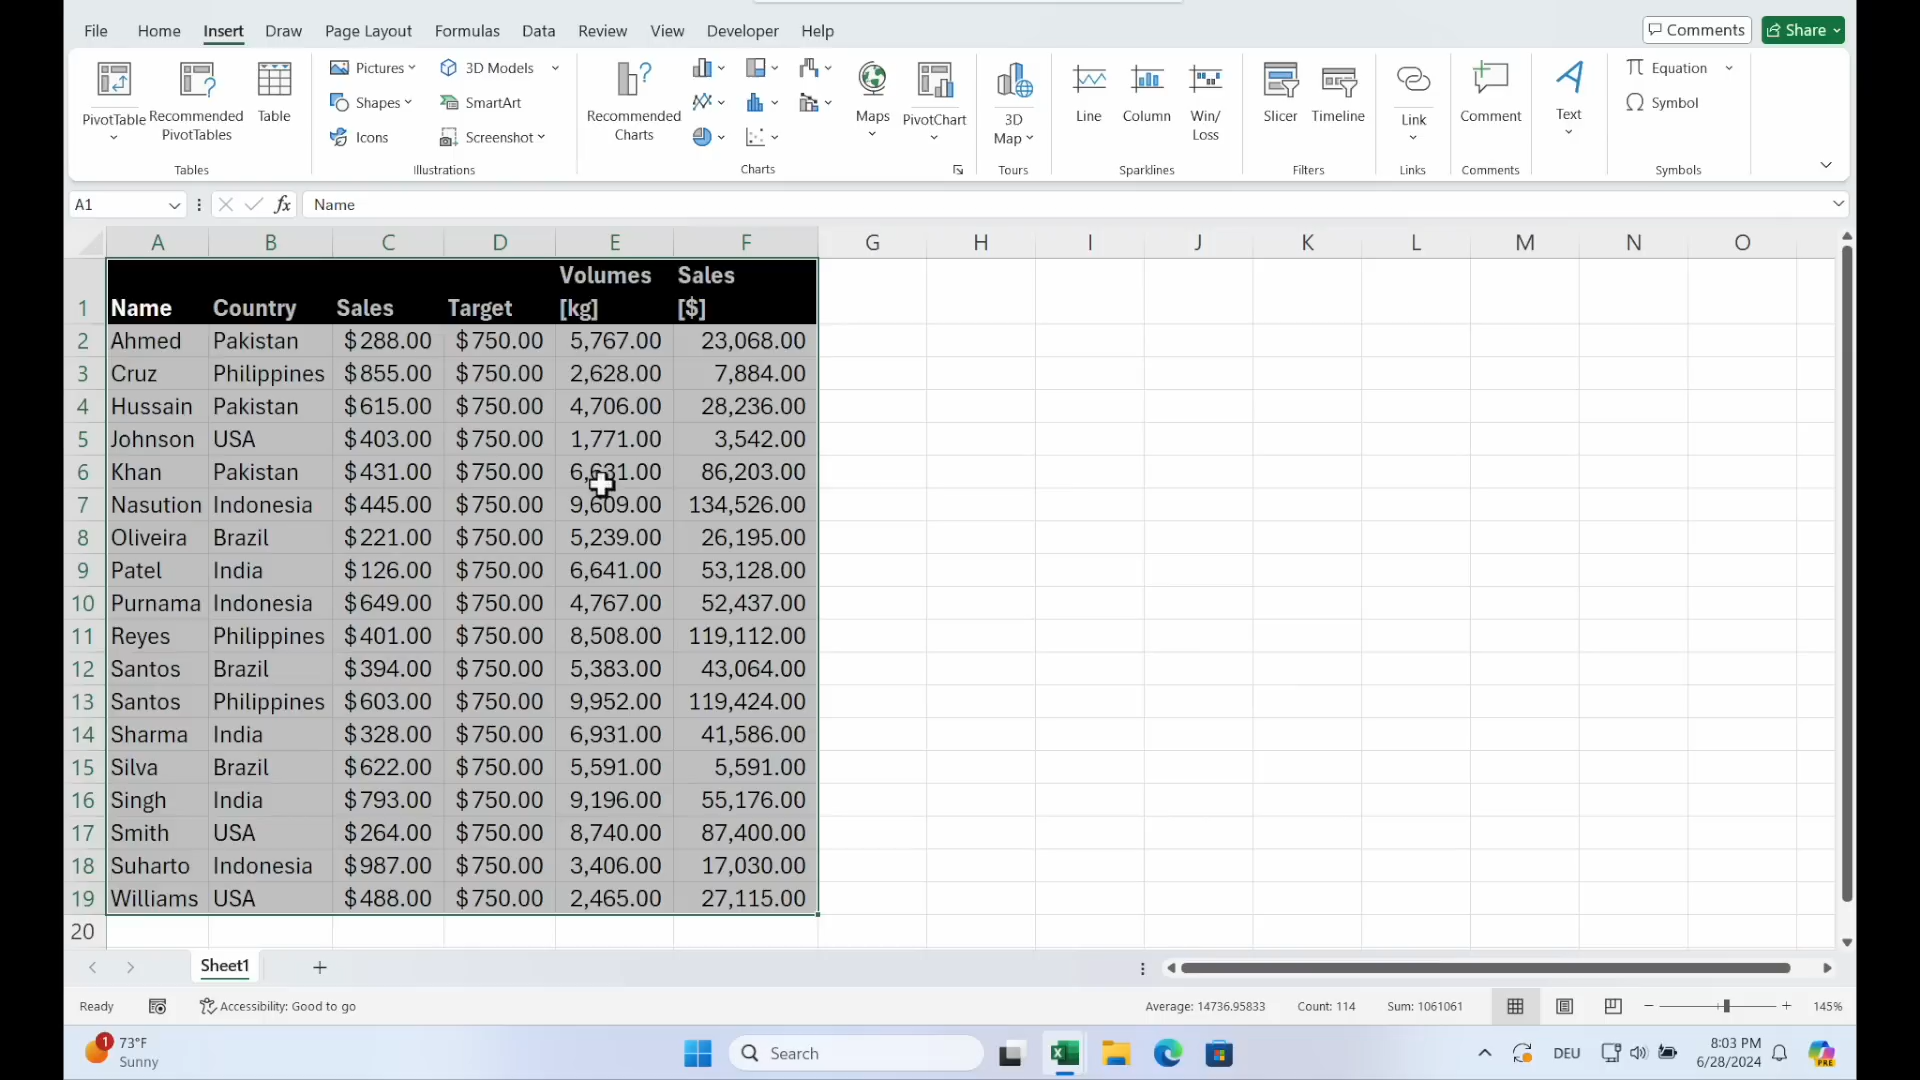 File Home Insert Draw Page Layout Formulas Data Review View Developer Help Comments Share
PivotTable Recommended PivotTables Table
Pictures 3D Models
Shapes SmartArt
Icons Screenshot
Recommended Charts Maps PivotChart
3D Map Line Column Win/Loss Slicer Timeline Link Comment Text
Equation
Symbol
Tables Illustrations Charts Tours Sparklines Filters Links Comments Symbols
A1 fx Name
A B C D E F G H I J K L M N O
1 Name Country Sales Target Volumes [kg] Sales [$]
2 Ahmed Pakistan $288.00 $750.00 5,767.00 23,068.00
3 Cruz Philippines $855.00 $750.00 2,628.00 7,884.00
4 Hussain Pakistan $615.00 $750.00 4,706.00 28,236.00
5 Johnson USA $403.00 $750.00 1,771.00 3,542.00
6 Khan Pakistan $431.00 $750.00 6,631.00 86,203.00
7 Nasution Indonesia $445.00 $750.00 9,609.00 134,526.00
8 Oliveira Brazil $221.00 $750.00 5,239.00 26,195.00
9 Patel India $126.00 $750.00 6,641.00 53,128.00
10 Purnama Indonesia $649.00 $750.00 4,767.00 52,437.00
11 Reyes Philippines $401.00 $750.00 8,508.00 119,112.00
12 Santos Brazil $394.00 $750.00 5,383.00 43,064.00
13 Santos Philippines $603.00 $750.00 9,952.00 119,424.00
14 Sharma India $328.00 $750.00 6,931.00 41,586.00
15 Silva Brazil $622.00 $750.00 5,591.00 5,591.00
16 Singh India $793.00 $750.00 9,196.00 55,176.00
17 Smith USA $264.00 $750.00 8,740.00 87,400.00
18 Suharto Indonesia $987.00 $750.00 3,406.00 17,030.00
19 Williams USA $488.00 $750.00 2,465.00 27,115.00
20
Sheet1
Ready Accessibility: Good to go Average: 14736.95833 Count: 114 Sum: 1061061 145%
1 73°F Search DEU 8:03 PM
Sunny 6/28/2024 PRE